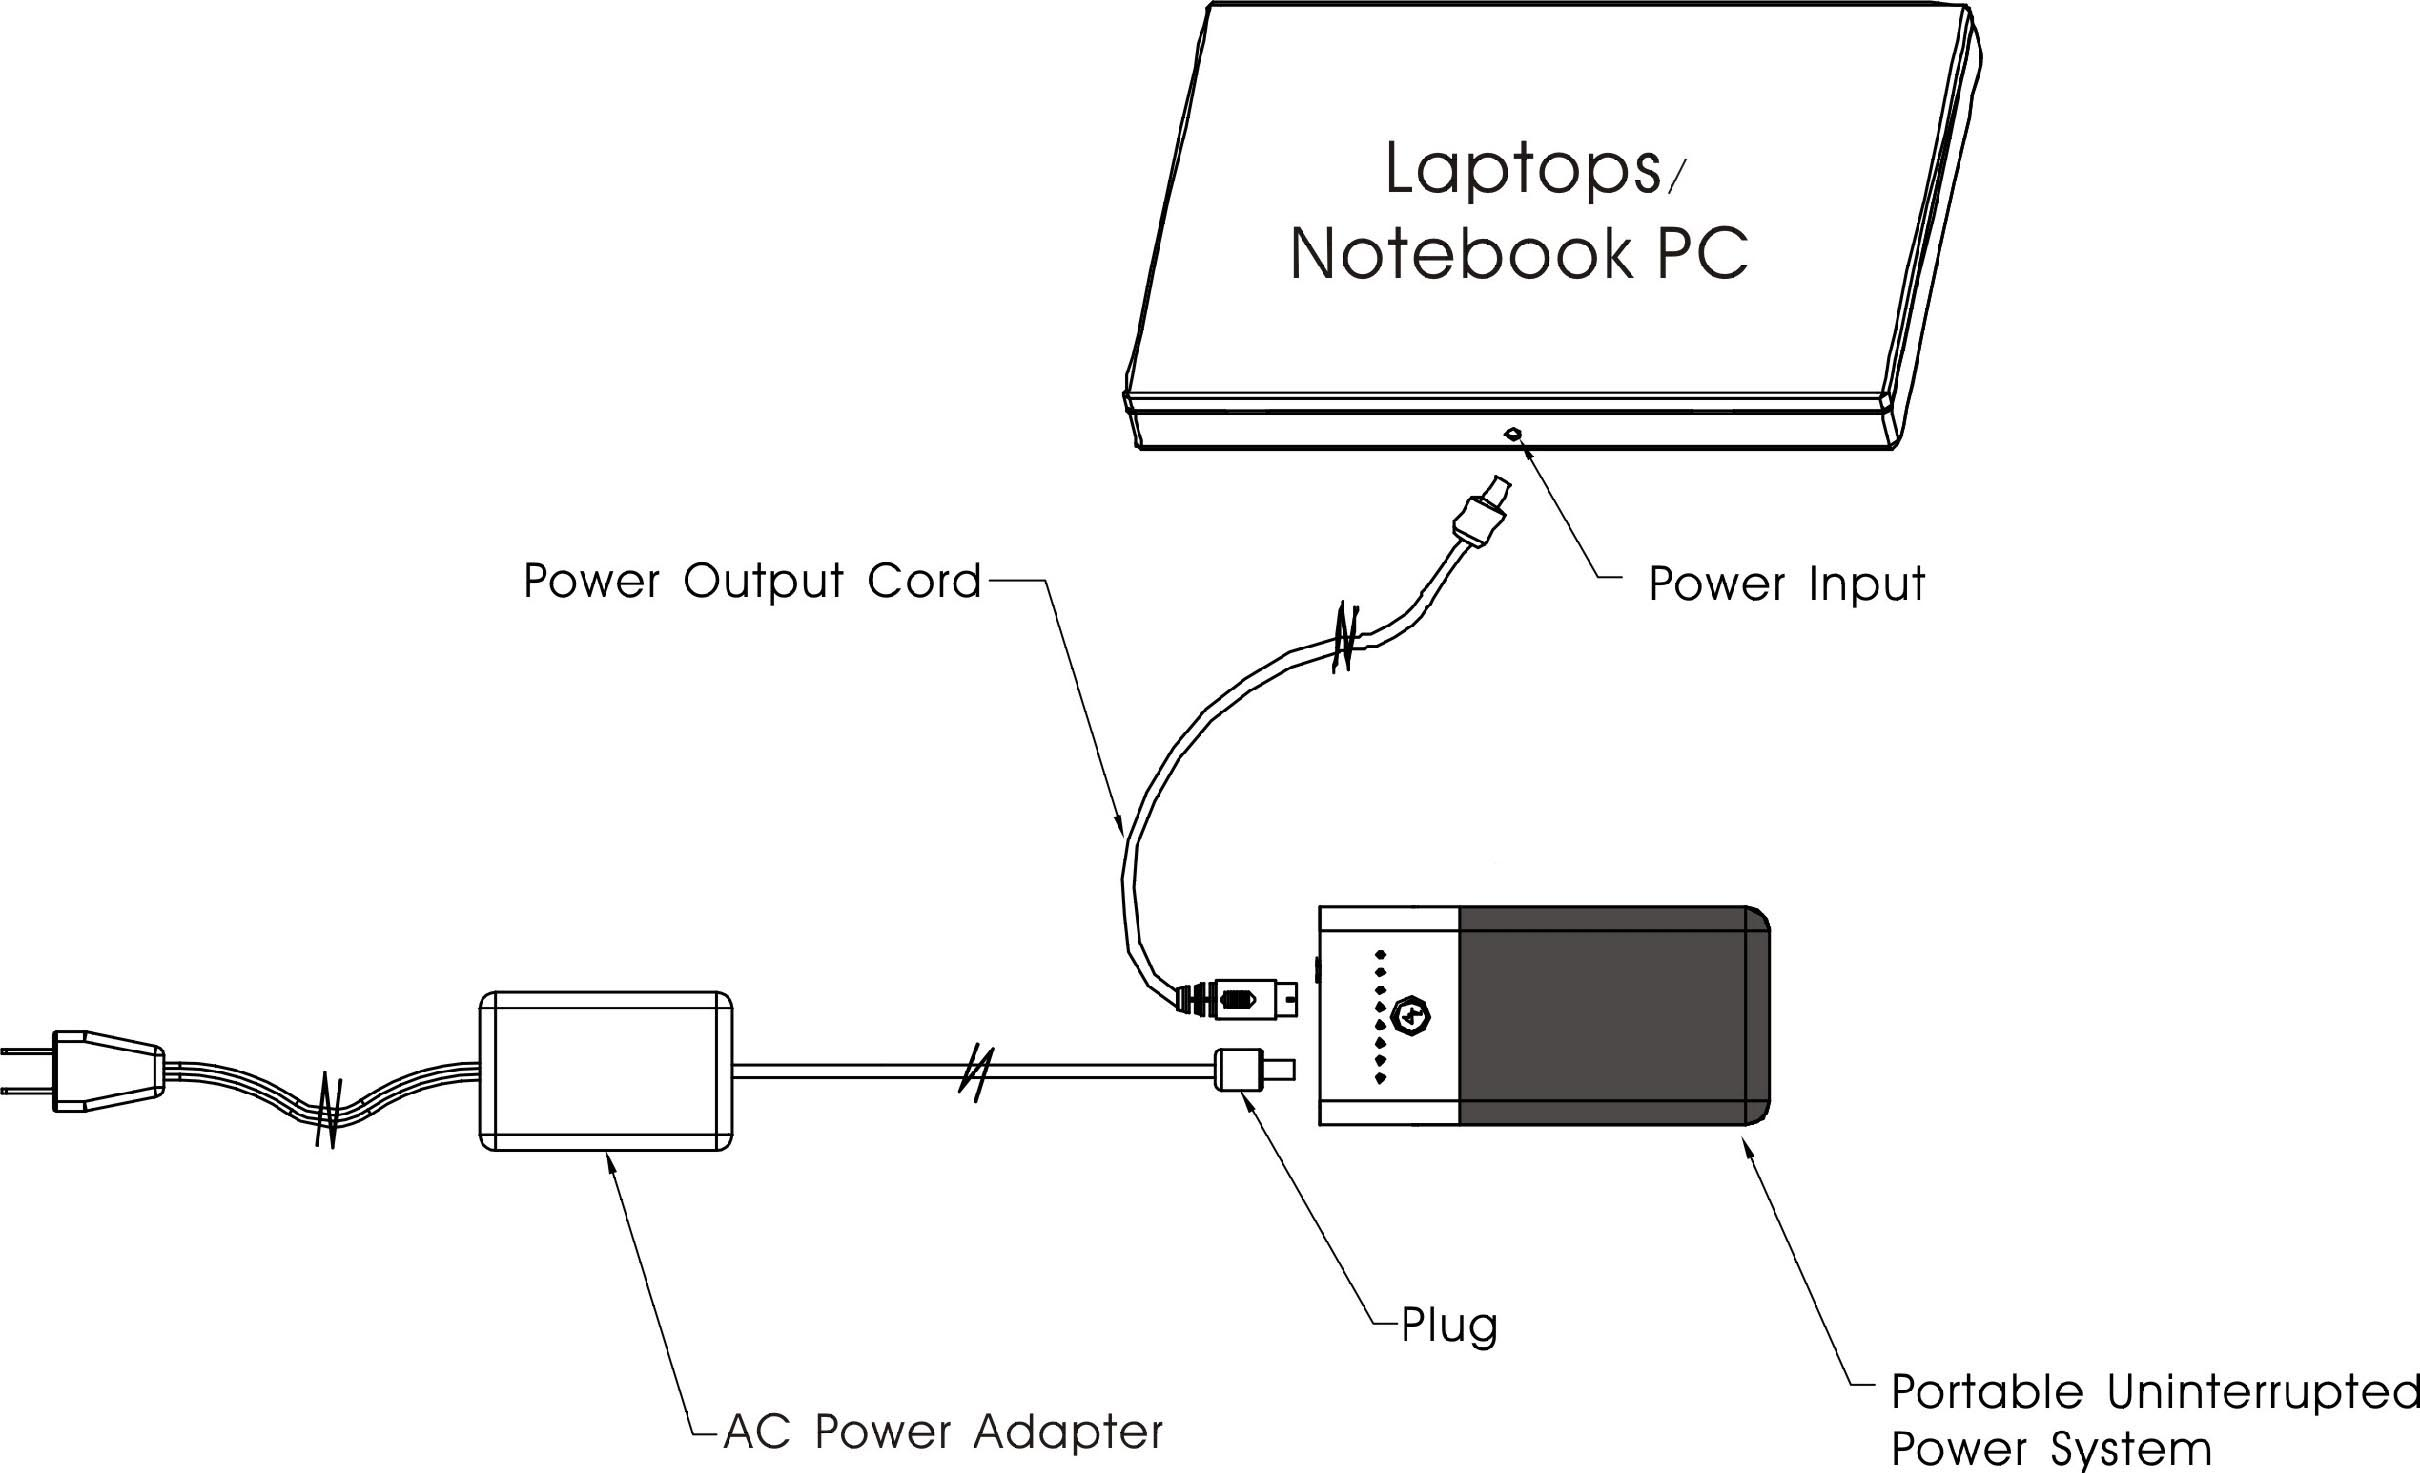 Laptops/
Notebook PC
Power Output Cord
Power Input
Plug
Portable Uninterrupted
Power System
AC Power Adapter